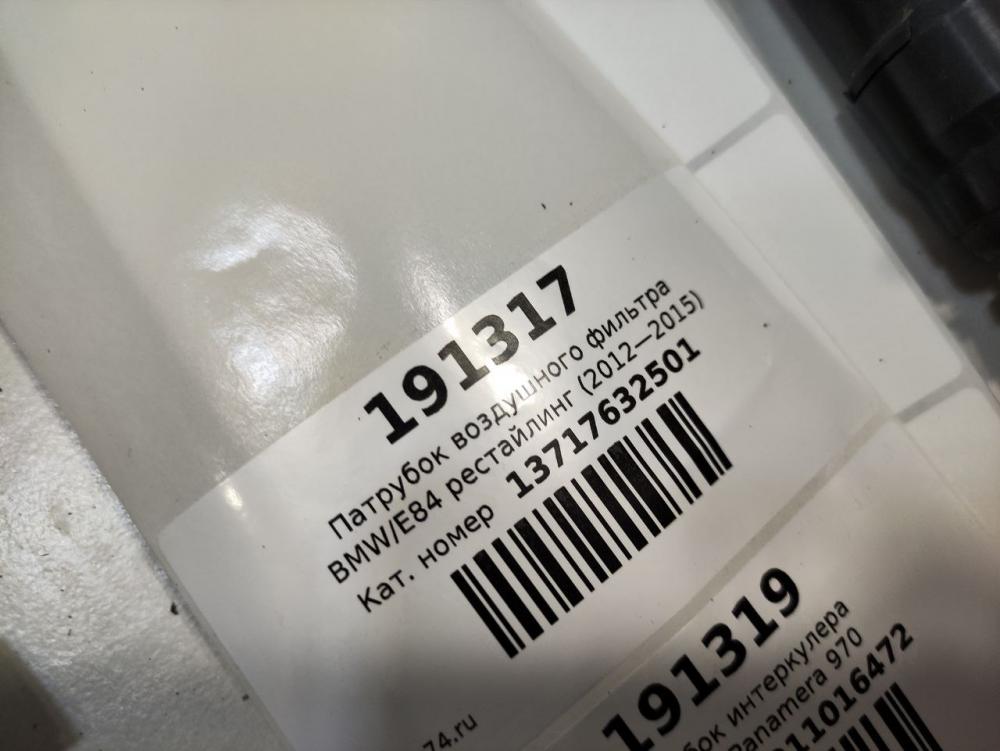 191317
Патрубок воздушного фильтра
BMW/E84 рестайлинг (2012—2015)
Кат. номер 13717632501
74.ru
191319
интеркулера
Panamera 970
11016472